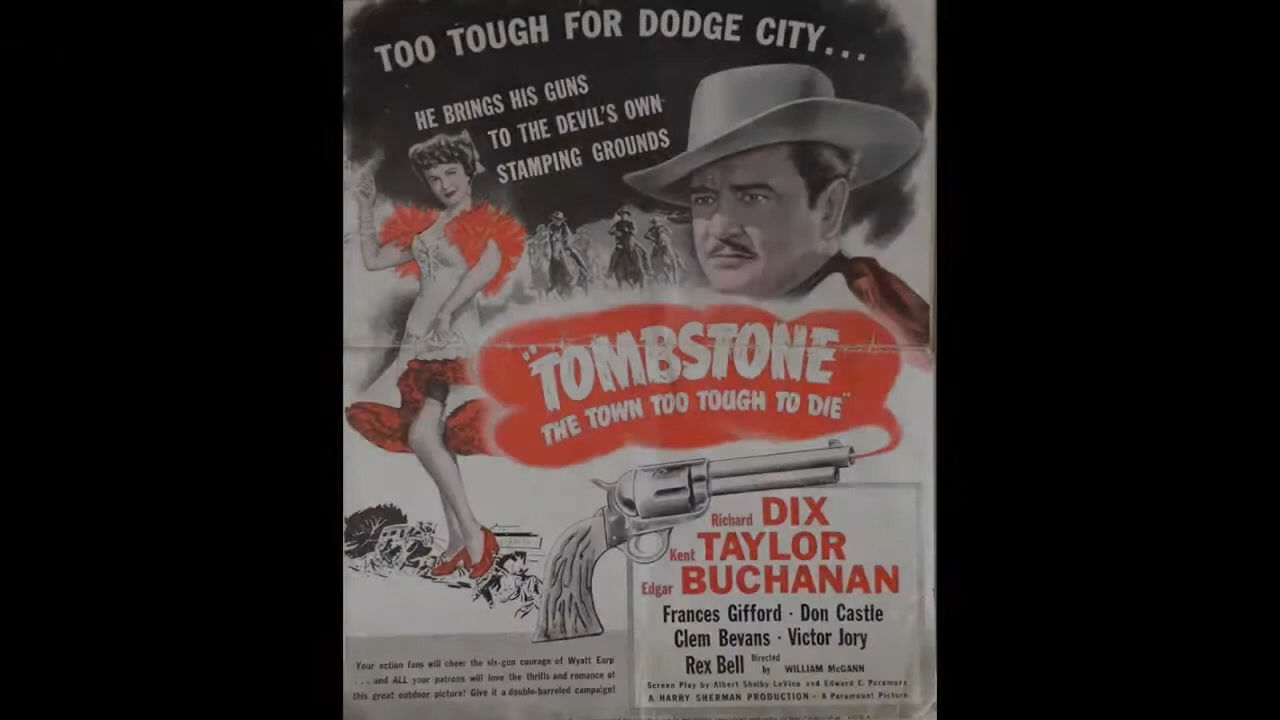 TOO TOUGH FOR DODGE CITY...
HE BRINGS HIS GUNS
TO THE DEVIL'S OWN
STAMPING GROUNDS
"TOMBSTONE
THE TOWN TOO TOUGH TO DIE"
Richard DIX
Kent TAYLOR
Edgar BUCHANAN
Frances Gifford · Don Castle
Clem Bevans · Victor Jory
Rex Bell Directed by WILLIAM McGANN
Screen Play by Albert Shelby LeVino and Edward E. Paramore
A HARRY SHERMAN PRODUCTION · A Paramount Picture
Your action fans will cheer the six-gun courage of Wyatt Earp
...and ALL your patrons will love the thrills and romance of
this great outdoor picture! Give it a double-barreled campaign!